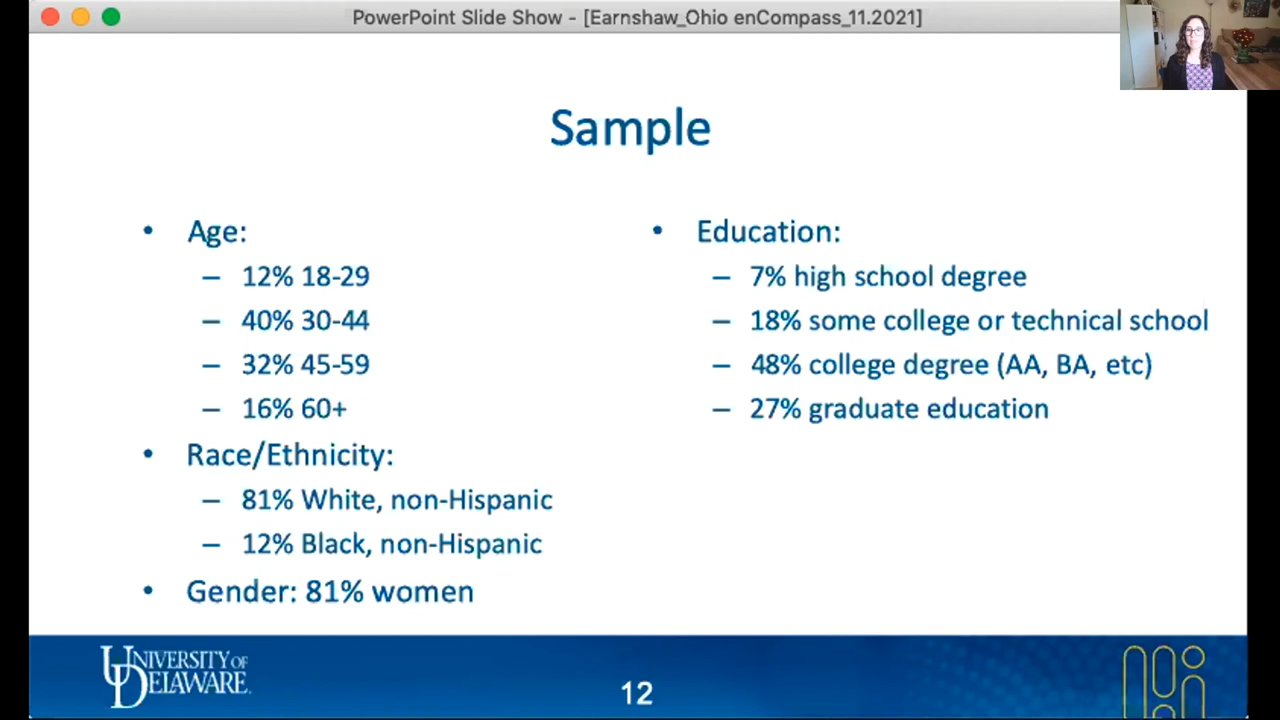 PowerPoint Slide Show - [Earnshaw_Ohio enCompass_11.2021]
Sample
• Age:
– 12% 18-29
– 40% 30-44
– 32% 45-59
– 16% 60+
• Race/Ethnicity:
– 81% White, non-Hispanic
– 12% Black, non-Hispanic
• Gender: 81% women
• Education:
– 7% high school degree
– 18% some college or technical school
– 48% college degree (AA, BA, etc)
– 27% graduate education
UNIVERSITY OF
DELAWARE
12